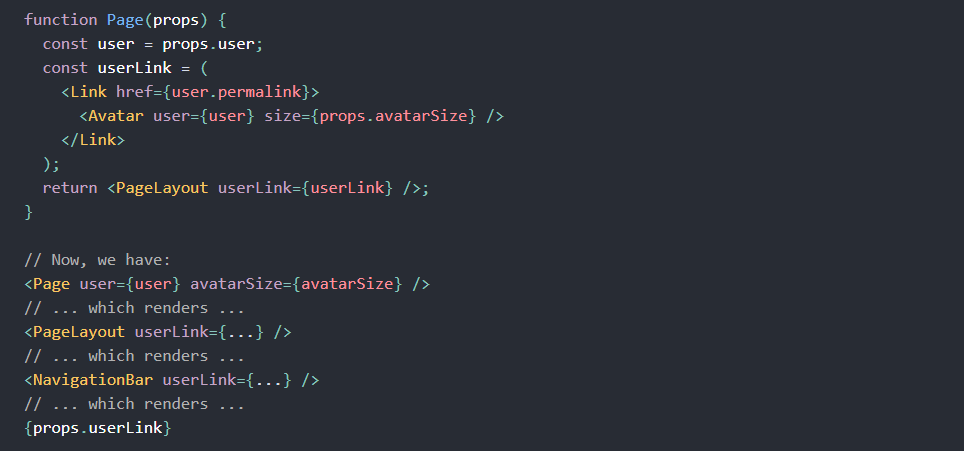 function Page(props) {
  const user = props.user;
  const userLink = (
    <Link href={user.permalink}>
      <Avatar user={user} size={props.avatarSize} />
    </Link>
  );
  return <PageLayout userLink={userLink} />;
}

// Now, we have:
<Page user={user} avatarSize={avatarSize} />
// ... which renders ...
<PageLayout userLink={...} />
// ... which renders ...
<NavigationBar userLink={...} />
// ... which renders ...
{props.userLink}